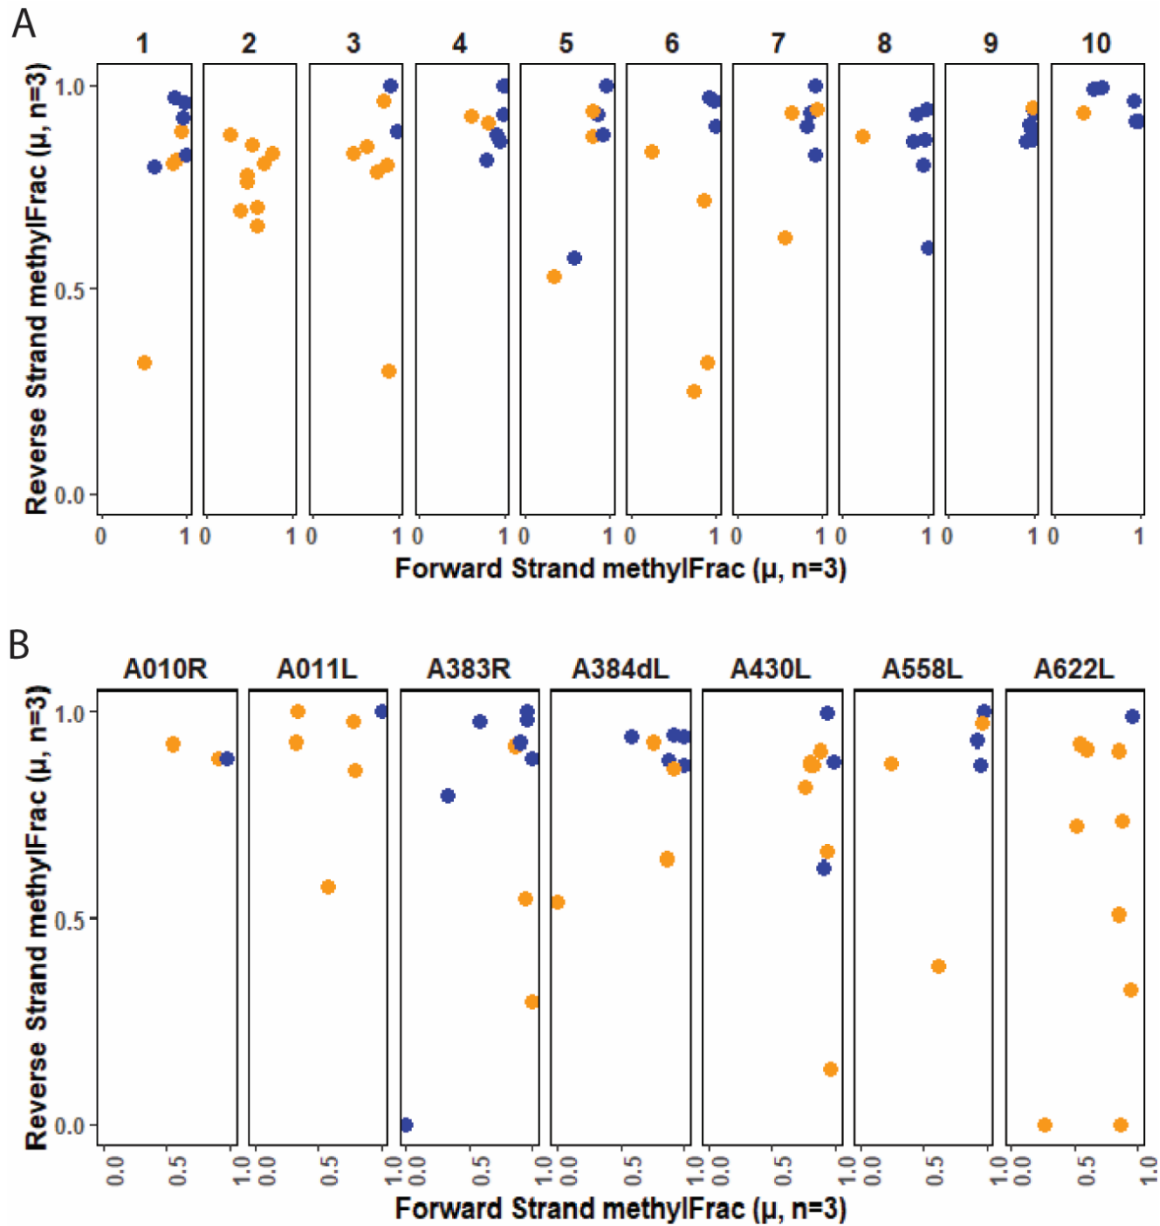 A
1 2 3 4 5 6 7 8 9 10
Reverse Strand methylFrac (µ, n=3)
1.0
0.5
0.0
0 1 0 1 0 1 0 1 0 1 0 1 0 1 0 1 0 1 0 1
Forward Strand methylFrac (µ, n=3)
B
A010R A011L A383R A384dL A430L A558L A622L
Reverse Strand methylFrac (µ, n=3)
1.0
0.5
0.0
0.0 0.5 1.0 0.0 0.5 1.0 0.0 0.5 1.0 0.0 0.5 1.0 0.0 0.5 1.0 0.0 0.5 1.0 0.0 0.5 1.0
Forward Strand methylFrac (µ, n=3)